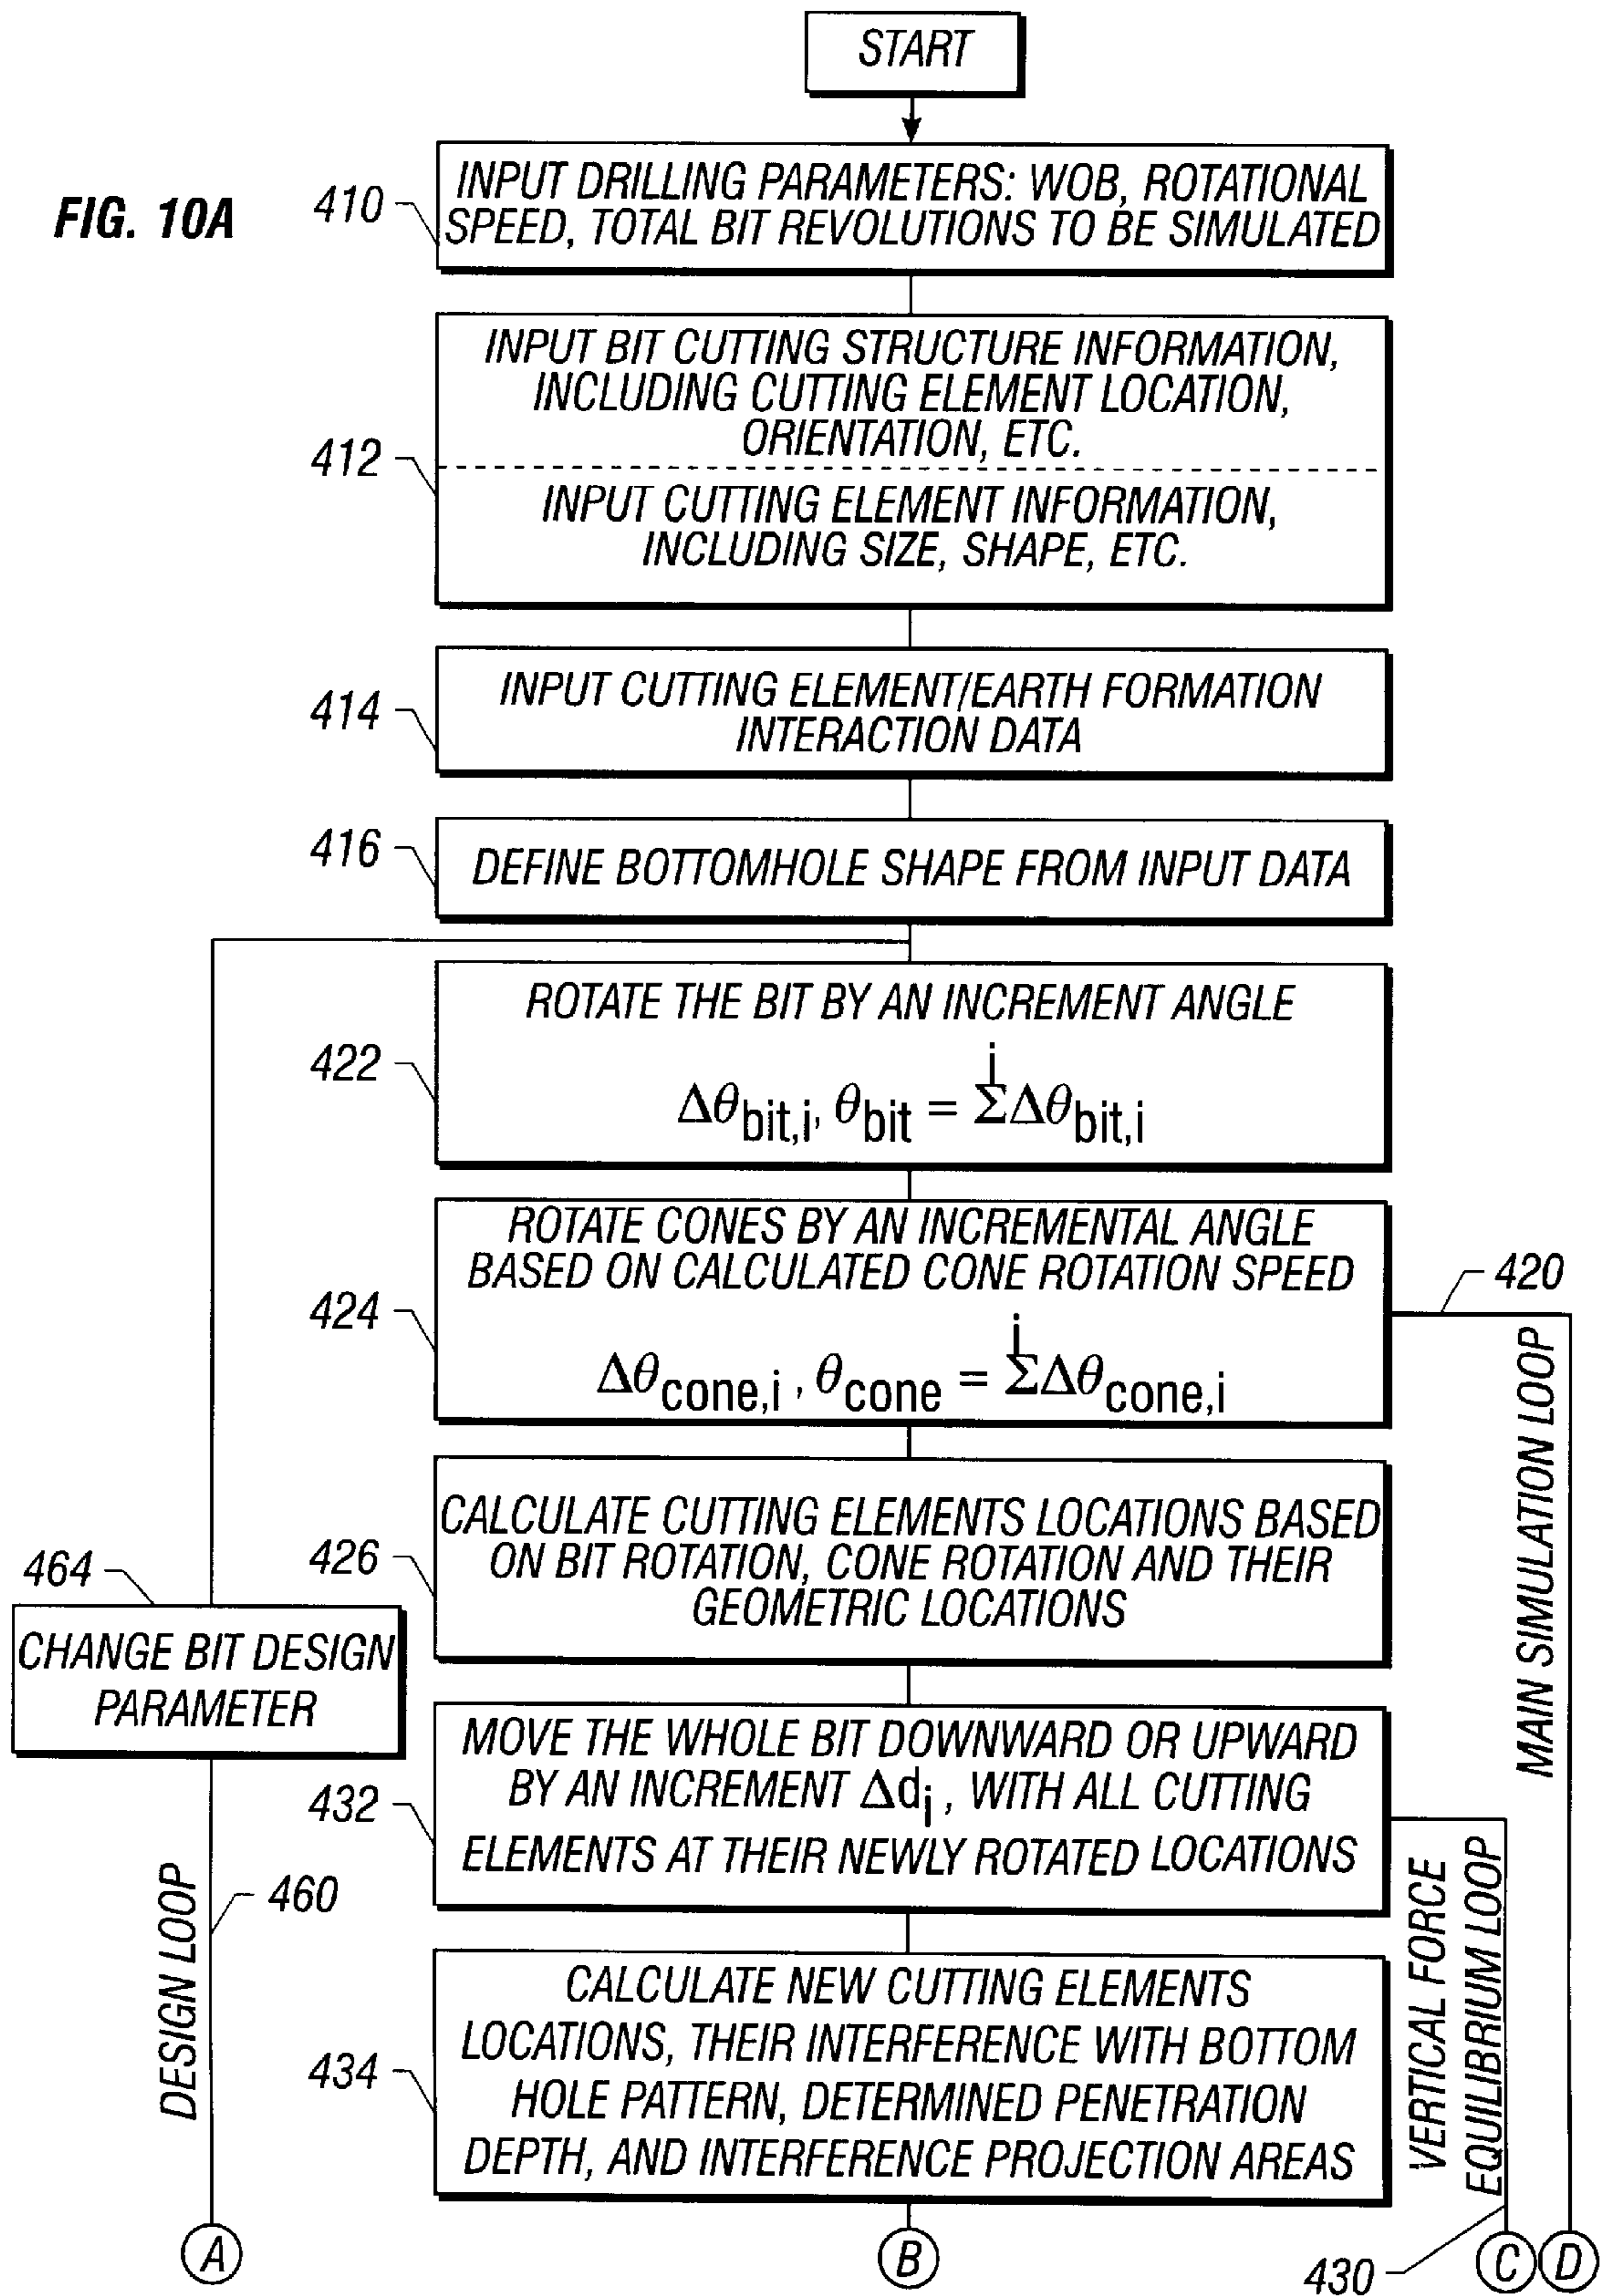 START
FIG. 10A
410
INPUT DRILLING PARAMETERS: WOB, ROTATIONAL
SPEED, TOTAL BIT REVOLUTIONS TO BE SIMULATED
412
INPUT BIT CUTTING STRUCTURE INFORMATION,
INCLUDING CUTTING ELEMENT LOCATION,
ORIENTATION, ETC.
INPUT CUTTING ELEMENT INFORMATION,
INCLUDING SIZE, SHAPE, ETC.
414
INPUT CUTTING ELEMENT/EARTH FORMATION
INTERACTION DATA
416
DEFINE BOTTOMHOLE SHAPE FROM INPUT DATA
422
ROTATE THE BIT BY AN INCREMENT ANGLE
i
Δθbit,i, θbit = ΣΔθbit,i
424
ROTATE CONES BY AN INCREMENTAL ANGLE
BASED ON CALCULATED CONE ROTATION SPEED
i
Δθcone,i , θcone = ΣΔθcone,i
420
MAIN SIMULATION LOOP
426
CALCULATE CUTTING ELEMENTS LOCATIONS BASED
ON BIT ROTATION, CONE ROTATION AND THEIR
GEOMETRIC LOCATIONS
464
CHANGE BIT DESIGN
PARAMETER
432
MOVE THE WHOLE BIT DOWNWARD OR UPWARD
BY AN INCREMENT Δdi , WITH ALL CUTTING
ELEMENTS AT THEIR NEWLY ROTATED LOCATIONS
DESIGN LOOP
460
VERTICAL FORCE
EQUILIBRIUM LOOP
434
CALCULATE NEW CUTTING ELEMENTS
LOCATIONS, THEIR INTERFERENCE WITH BOTTOM
HOLE PATTERN, DETERMINED PENETRATION
DEPTH, AND INTERFERENCE PROJECTION AREAS
A
B
430
C
D